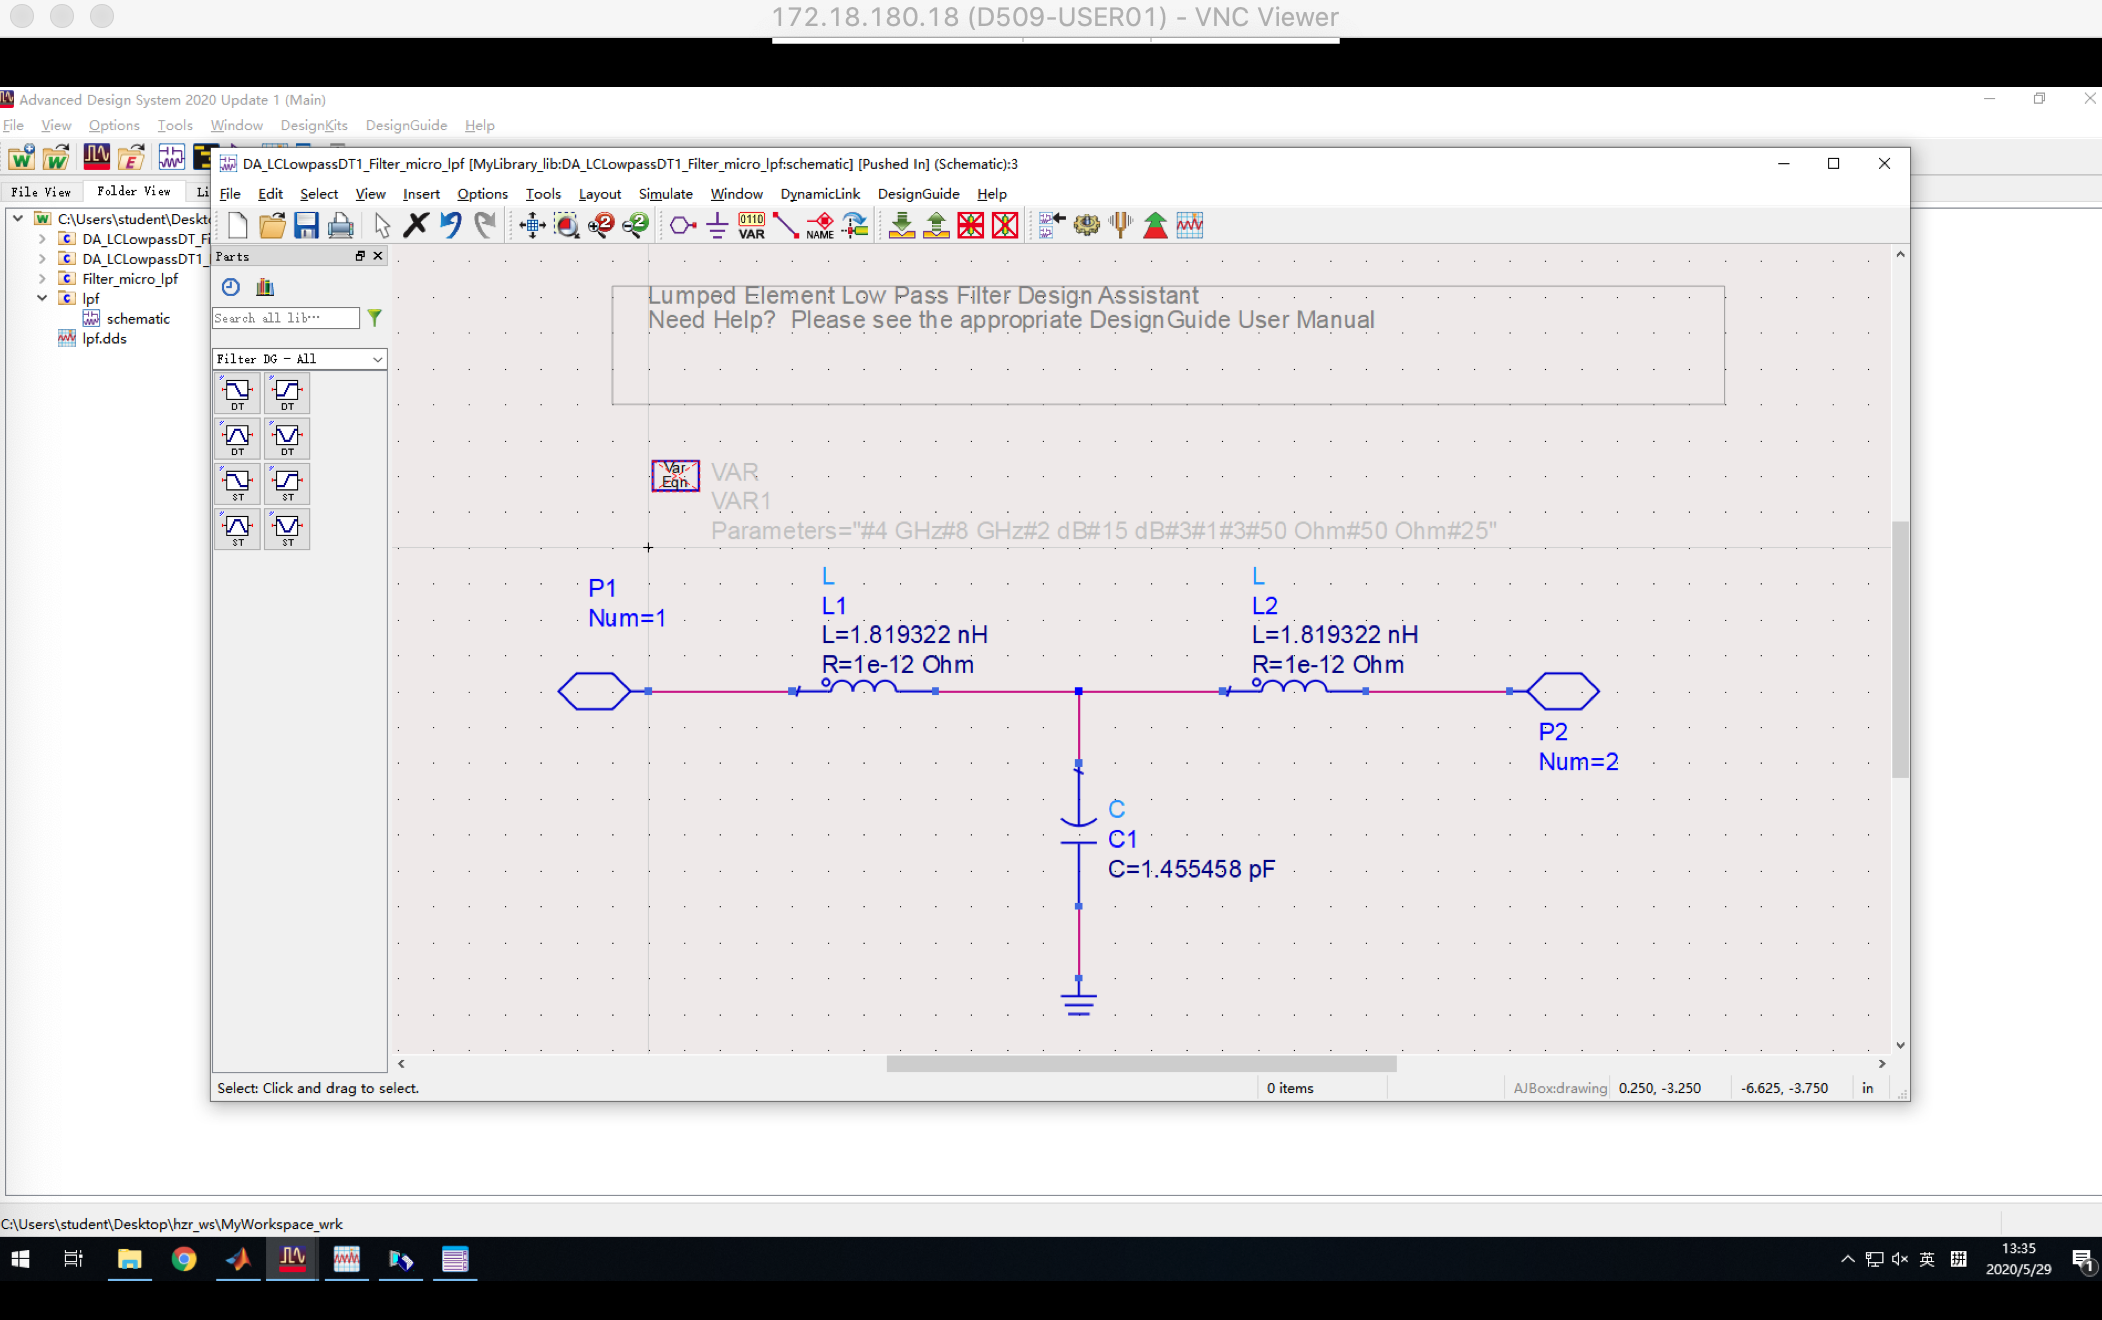 172.18.180.18 (D509-USER01) - VNC Viewer
Advanced Design System 2020 Update 1 (Main)
File View Options Tools Window DesignKits DesignGuide Help
DA_LCLowpassDT1_Filter_micro_lpf [MyLibrary_lib:DA_LCLowpassDT1_Filter_micro_lpf:schematic] [Pushed In] (Schematic):3
File Edit Select View Insert Options Tools Layout Simulate Window DynamicLink DesignGuide Help
0110
VAR
NAME
File View
Folder View
Li
C:\Users\student\Deskto
DA_LCLowpassDT_Fi
DA_LCLowpassDT1_
Filter_micro_lpf
lpf
schematic
lpf.dds
Parts
Search all lib…
Filter DG - All
DT DT
DT DT
ST ST
ST ST
Lumped Element Low Pass Filter Design Assistant
Need Help? Please see the appropriate DesignGuide User Manual
Var
Eqn
VAR
VAR1
Parameters="#4 GHz#8 GHz#2 dB#15 dB#3#1#3#50 Ohm#50 Ohm#25"
P1
Num=1
L
L1
L=1.819322 nH
R=1e-12 Ohm
L
L2
L=1.819322 nH
R=1e-12 Ohm
P2
Num=2
C
C1
C=1.455458 pF
Select: Click and drag to select.
0 items
AJBox:drawing
0.250, -3.250
-6.625, -3.750
in
C:\Users\student\Desktop\hzr_ws\MyWorkspace_wrk
英
拼
13:35
2020/5/29
1